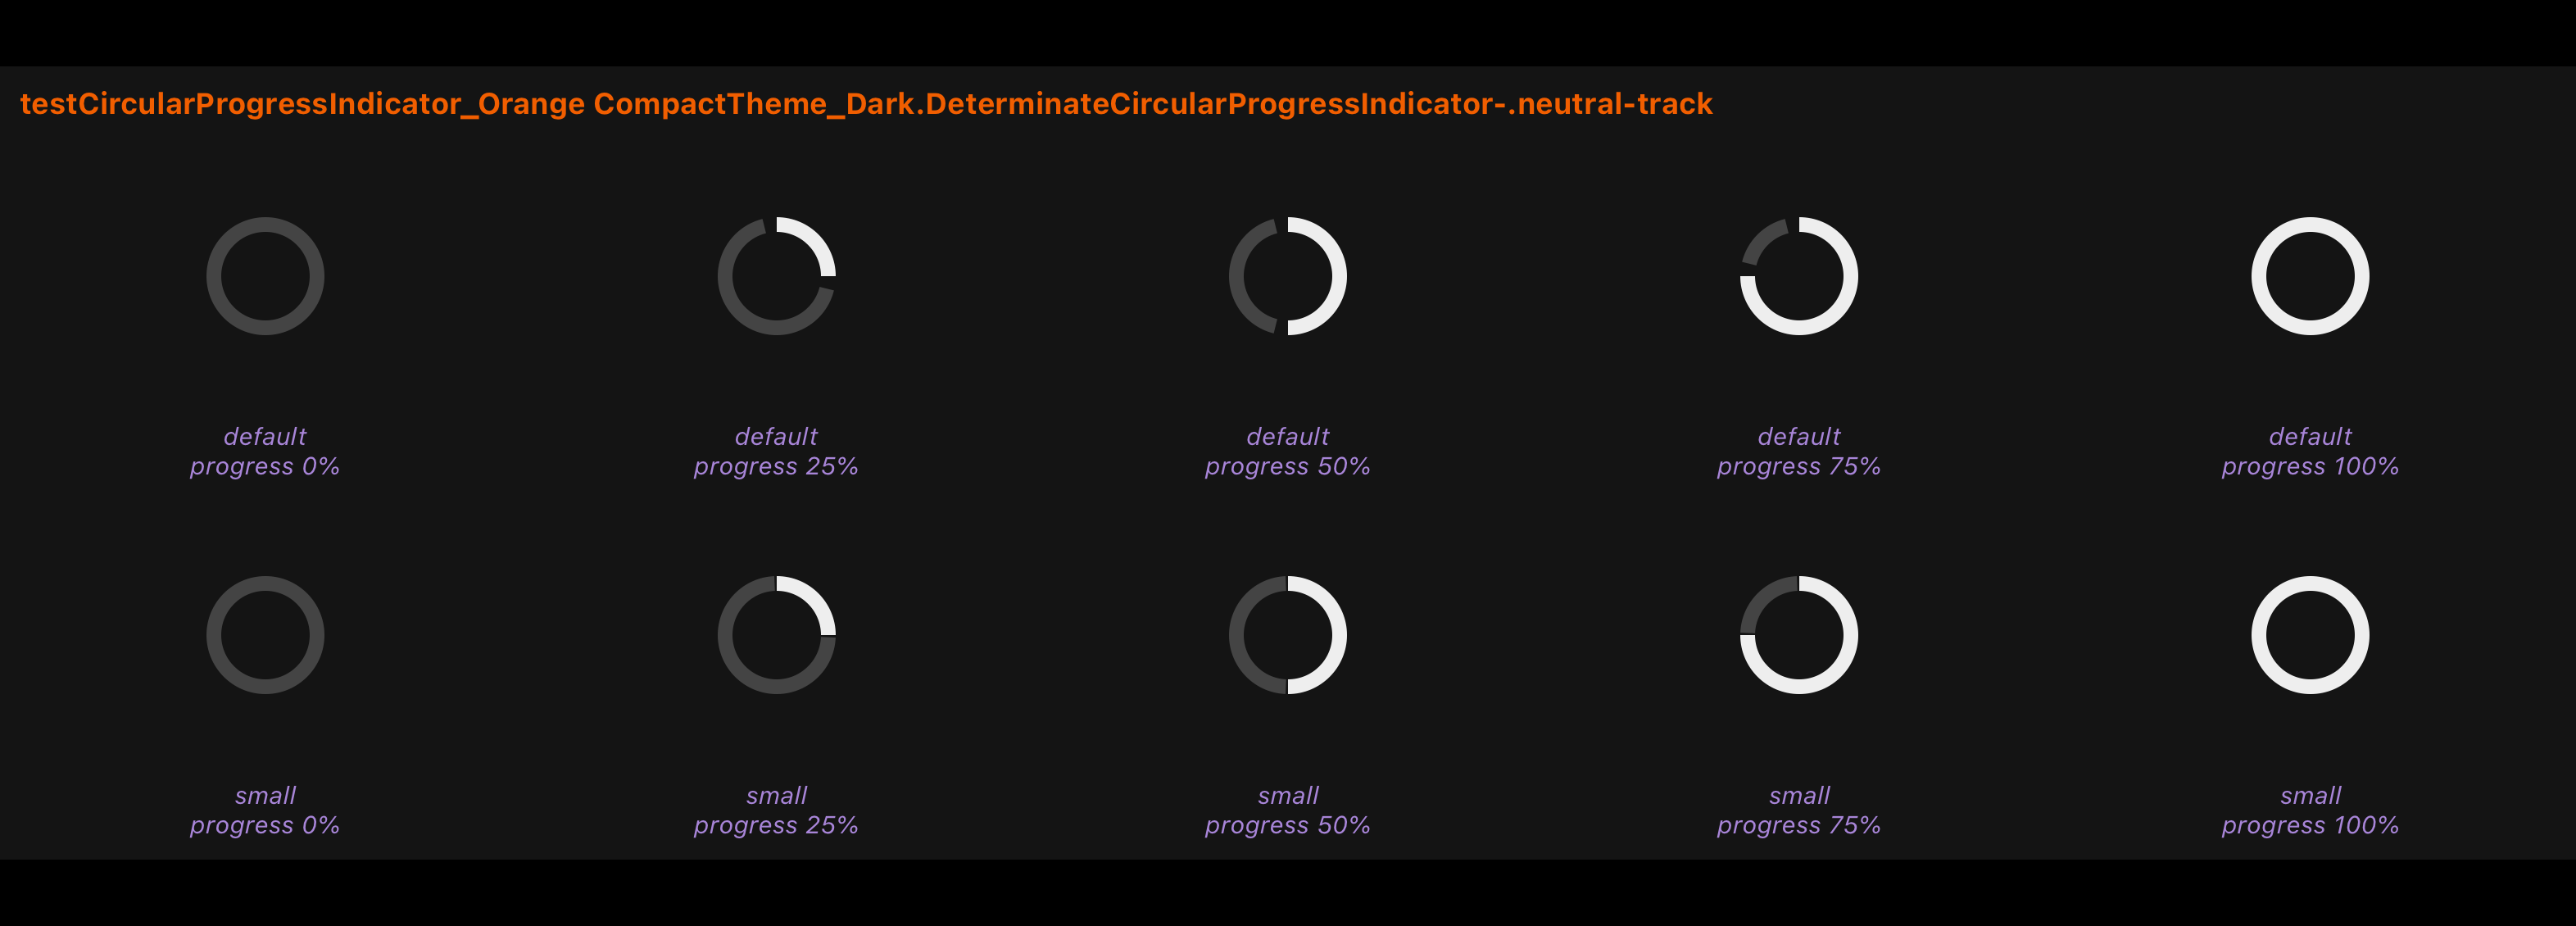 testCircularProgressIndicator_Orange CompactTheme_Dark.DeterminateCircularProgressIndicator-.neutral-track
default
progress 0%
default
progress 25%
default
progress 50%
default
progress 75%
default
progress 100%
small
progress 0%
small
progress 25%
small
progress 50%
small
progress 75%
small
progress 100%